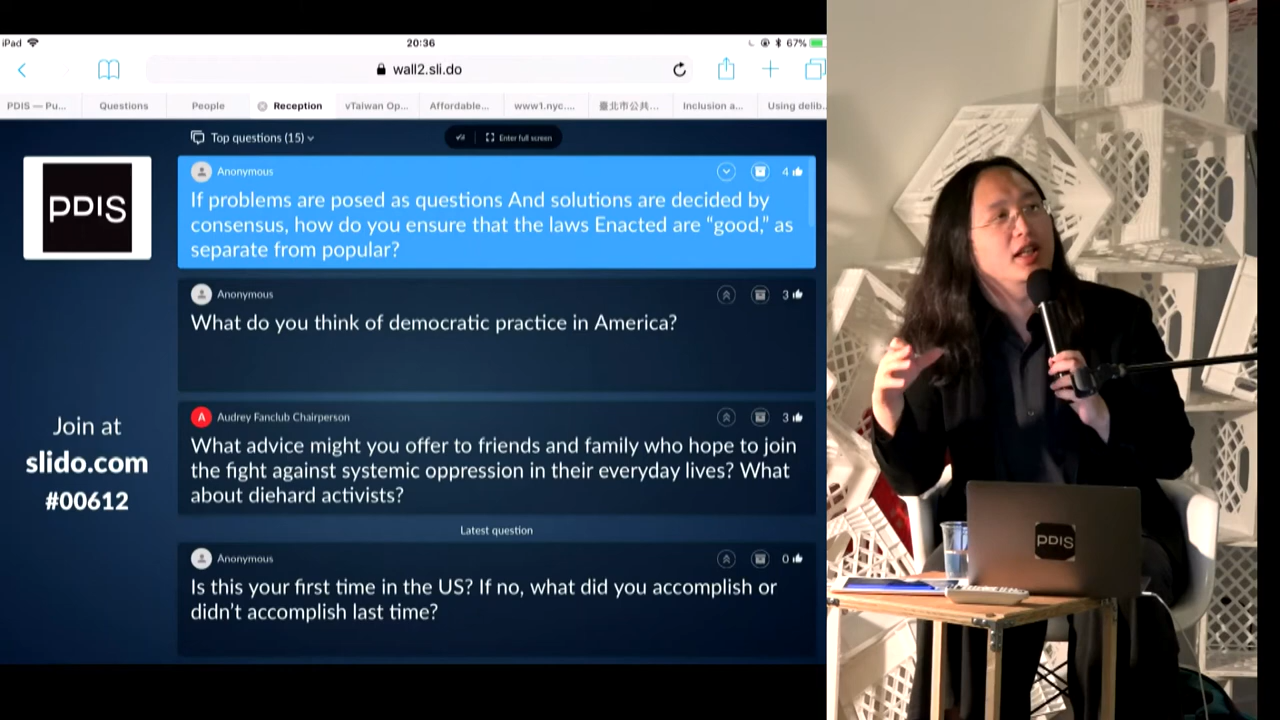 iPad
20:36
67%
wall2.sli.do
PDIS — Pu...
Questions
People
Reception
vTaiwan Op...
Affordable...
www1.nyc....
臺北市公共...
Inclusion a...
Using delib..
Top questions (15)
Enter full screen
PDIS
Join at
slido.com
#00612
Anonymous
4
If problems are posed as questions And solutions are decided by
consensus, how do you ensure that the laws Enacted are “good,” as
separate from popular?
Anonymous
3
What do you think of democratic practice in America?
A
Audrey Fanclub Chairperson
3
What advice might you offer to friends and family who hope to join
the fight against systemic oppression in their everyday lives? What
about diehard activists?
Latest question
Anonymous
0
Is this your first time in the US? If no, what did you accomplish or
didn’t accomplish last time?
PDIS